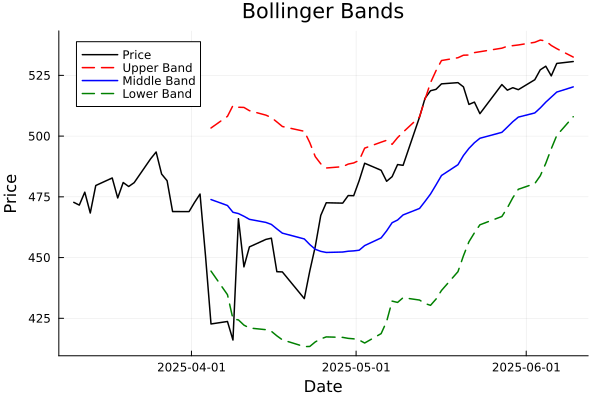 Bollinger Bands
Price
Upper Band
Middle Band
Lower Band
525
500
475
450
425
Price
2025-04-01
2025-05-01
2025-06-01
Date